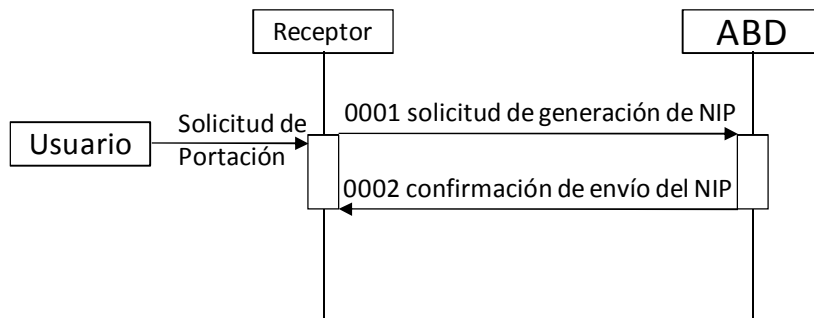 Receptor
ABD
0001 solicitud de generación de NIP
Usuario
Solicitud de
Portación
0002 confirmación de envío del NIP